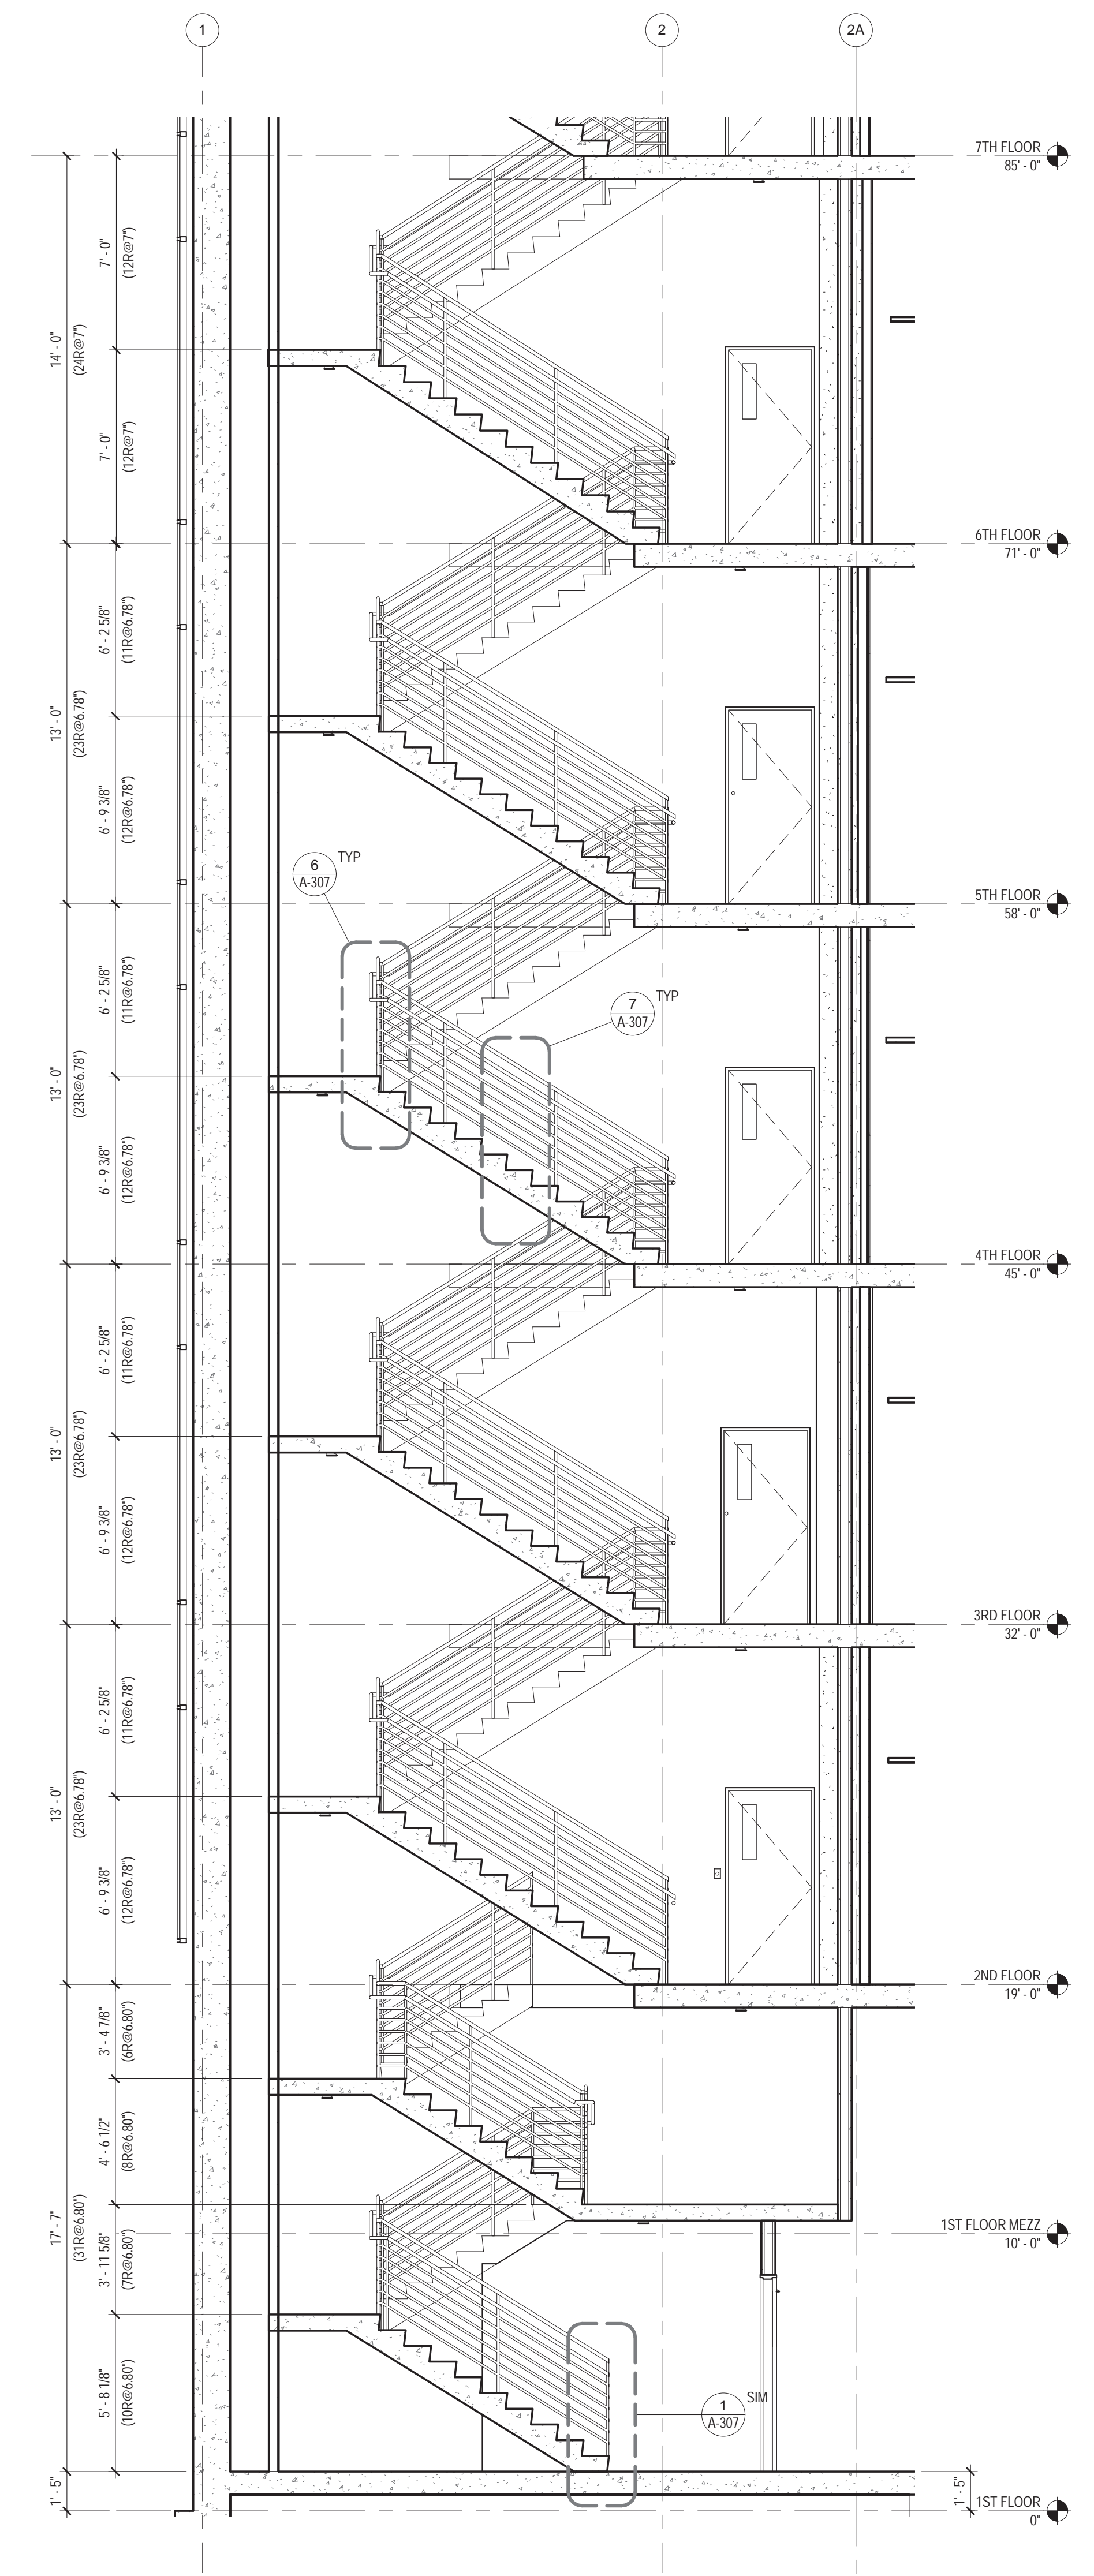 1
2
2A
7TH FLOOR
85' - 0"
7' - 0"
(12R@7")
14' - 0"
(24R@7")
7' - 0"
(12R@7")
6TH FLOOR
71' - 0"
6' - 2 5/8"
(11R@6.78")
13' - 0"
(23R@6.78")
6' - 9 3/8"
(12R@6.78")
6
A-307
TYP
5TH FLOOR
58' - 0"
6' - 2 5/8"
(11R@6.78")
7
A-307
TYP
13' - 0"
(23R@6.78")
6' - 9 3/8"
(12R@6.78")
4TH FLOOR
45' - 0"
6' - 2 5/8"
(11R@6.78")
13' - 0"
(23R@6.78")
6' - 9 3/8"
(12R@6.78")
3RD FLOOR
32' - 0"
6' - 2 5/8"
(11R@6.78")
13' - 0"
(23R@6.78")
6' - 9 3/8"
(12R@6.78")
2ND FLOOR
19' - 0"
3' - 4 7/8"
(6R@6.80")
4' - 6 1/2"
(8R@6.80")
17' - 7"
(31R@6.80")
1ST FLOOR MEZZ
10' - 0"
3' - 11 5/8"
(7R@6.80")
5' - 8 1/8"
(10R@6.80")
1
A-307
SIM
1' - 5"
1' - 5"
1ST FLOOR
0"